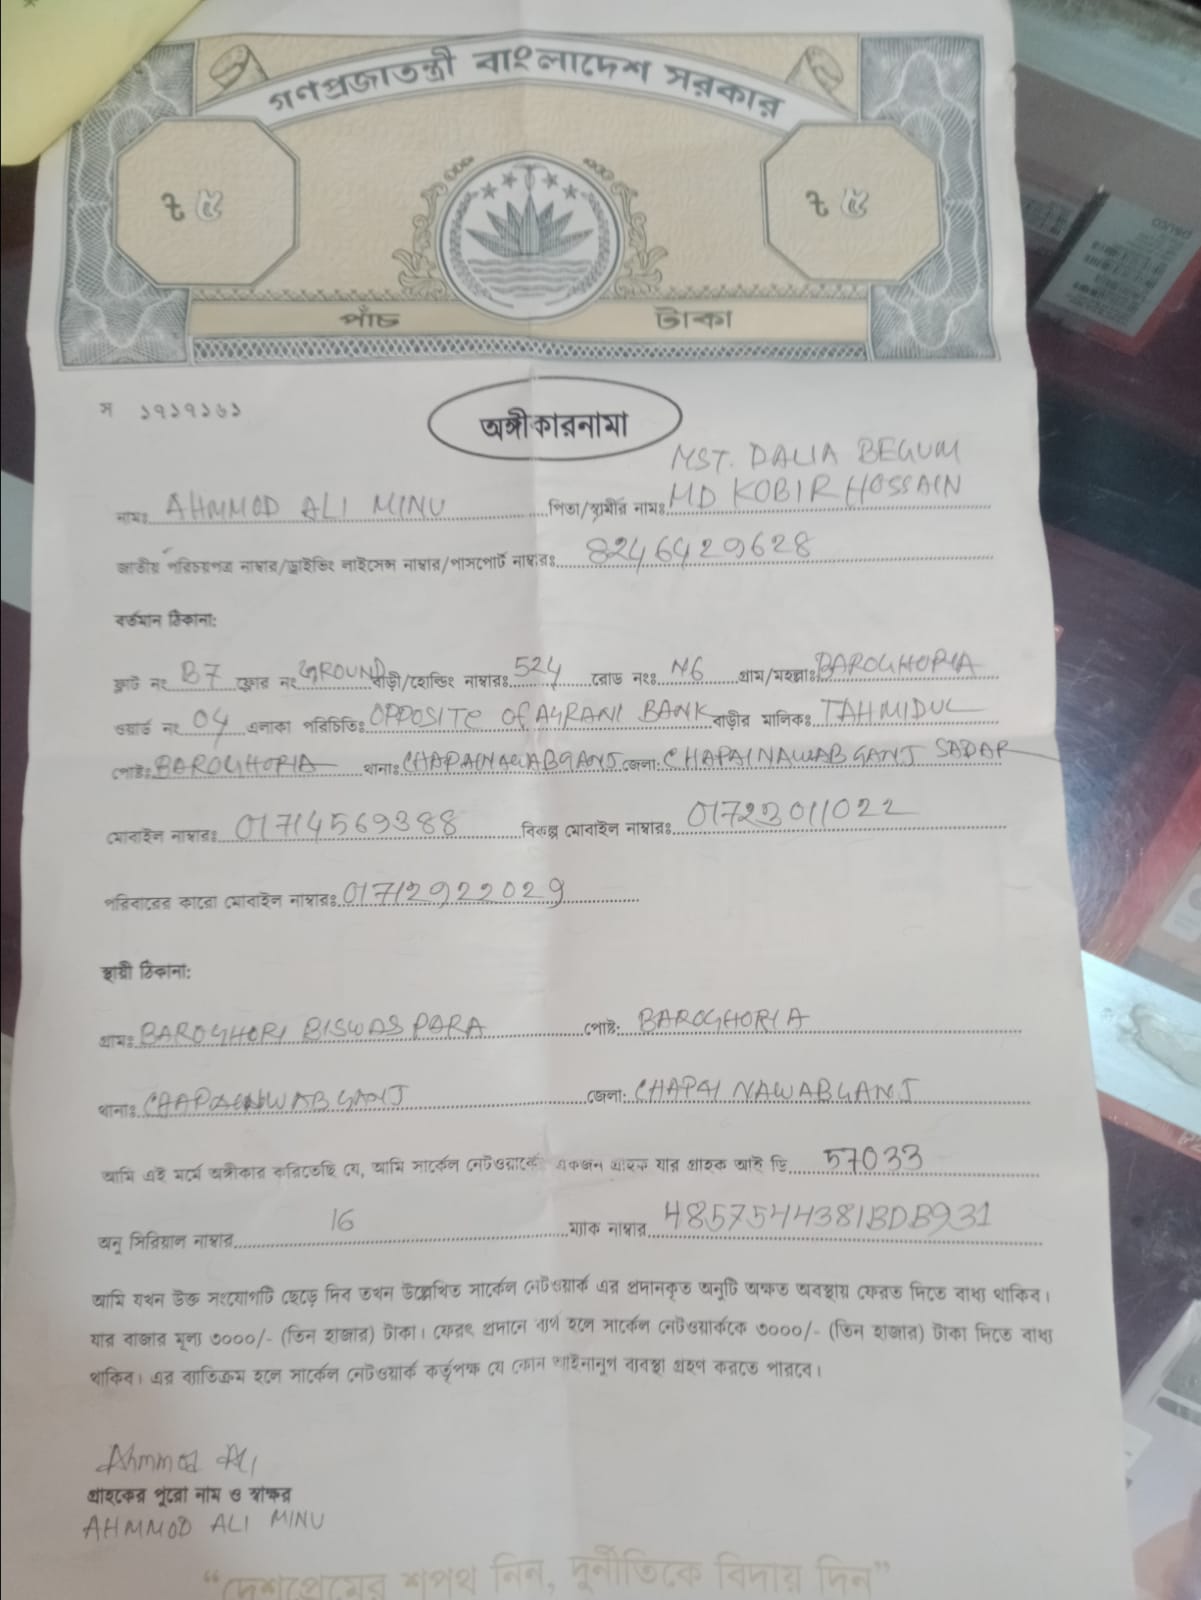 গণপ্রজাতন্ত্রী বাংলাদেশ সরকার
৳ ৫ ৳ ৫
পাঁচ টাকা
স ১৭১৭১৬১
অঙ্গীকারনামা
MST. DALIA BEGUM
নামঃ AHMMOD ALI MINU পিতা/স্বামীর নামঃ MD KOBIR HOSSAIN
জাতীয় পরিচয়পত্র নাম্বার/ড্রাইভিং লাইসেন্স নাম্বার/পাসপোর্ট নাম্বারঃ 8246429628
বর্তমান ঠিকানা:
ফ্লাট নং B7 ফ্লোর নং GROUND বাড়ী/হোল্ডিং নাম্বারঃ 524 রোড নংঃ N6 গ্রাম/মহল্লাঃ BAROGHORIA
ওয়ার্ড নং 04 এলাকা পরিচিতিঃ OPPOSITE Of AGRANI BANK বাড়ীর মালিকঃ TAHMIDUL
পোষ্টঃ BAROGHORIA থানাঃ CHAPAINAWABGANJ জেলা: CHAPAINAWABGANJ SADAR
মোবাইল নাম্বারঃ 01714569388 বিকল্প মোবাইল নাম্বারঃ 01723011022
পরিবারের কারো মোবাইল নাম্বারঃ 01712922029
স্থায়ী ঠিকানা:
গ্রামঃ BAROGHORI BISWAS PARA পোষ্ট: BAROGHORIA
থানাঃ জেলা: CHAPAI NAWABGANJ
আমি এই মর্মে অঙ্গীকার করিতেছি যে, আমি সার্কেল নেটওয়ার্কে একজন গ্রাহক যার গ্রাহক আই ডি 57033
অনু সিরিয়াল নাম্বার 16 ম্যাক নাম্বার 4857544381BDB931
আমি যখন উক্ত সংযোগটি ছেড়ে দিব তখন উল্লেখিত সার্কেল নেটওয়ার্ক এর প্রদানকৃত অনুটি অক্ষত অবস্থায় ফেরত দিতে বাধ্য থাকিব।
যার বাজার মূল্য ৩০০০/- (তিন হাজার) টাকা। ফেরৎ প্রদানে ব্যর্থ হলে সার্কেল নেটওয়ার্ককে ৩০০০/- (তিন হাজার) টাকা দিতে বাধ্য
থাকিব। এর ব্যাতিক্রম হলে সার্কেল নেটওয়ার্ক কর্তৃপক্ষ যে কোন আইনানুগ ব্যবস্থা গ্রহণ করতে পারবে।
Ahmmod Ali
গ্রাহকের পুরো নাম ও স্বাক্ষর
AHMMOD ALI MINU
“দেশপ্রেমের শপথ নিন, দুর্নীতিকে বিদায় দিন”